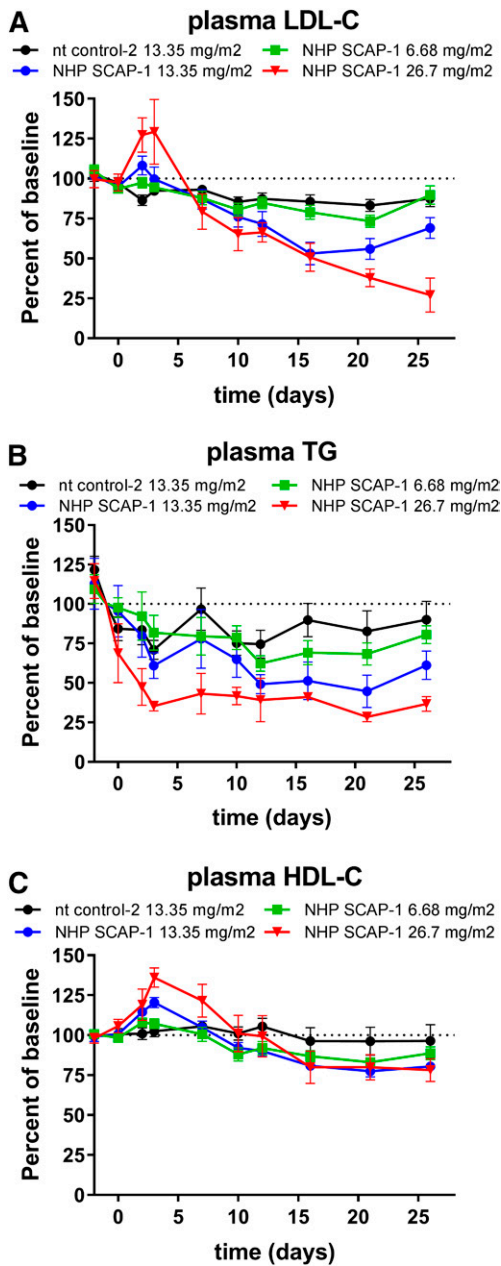 A
plasma LDL-C
nt control-2 13.35 mg/m2 NHP SCAP-1 6.68 mg/m2
NHP SCAP-1 13.35 mg/m2 NHP SCAP-1 26.7 mg/m2
Percent of baseline
150
125
100
75
50
25
0
0 5 10 15 20 25
time (days)
B
plasma TG
nt control-2 13.35 mg/m2 NHP SCAP-1 6.68 mg/m2
NHP SCAP-1 13.35 mg/m2 NHP SCAP-1 26.7 mg/m2
Percent of baseline
150
125
100
75
50
25
0
0 5 10 15 20 25
time (days)
C
plasma HDL-C
nt control-2 13.35 mg/m2 NHP SCAP-1 6.68 mg/m2
NHP SCAP-1 13.35 mg/m2 NHP SCAP-1 26.7 mg/m2
Percent of baseline
150
125
100
75
50
25
0
0 5 10 15 20 25
time (days)